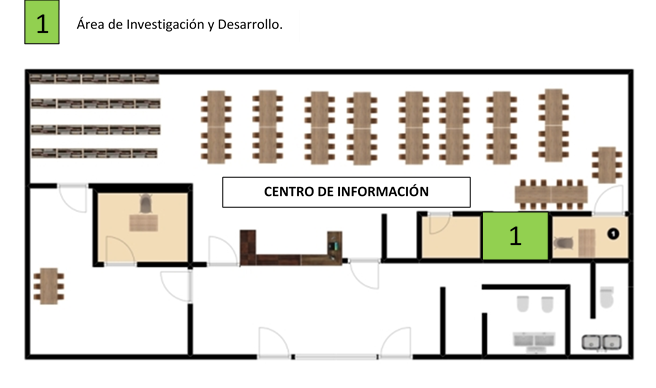 1 Área de Investigación y Desarrollo.
CENTRO DE INFORMACIÓN
1
1